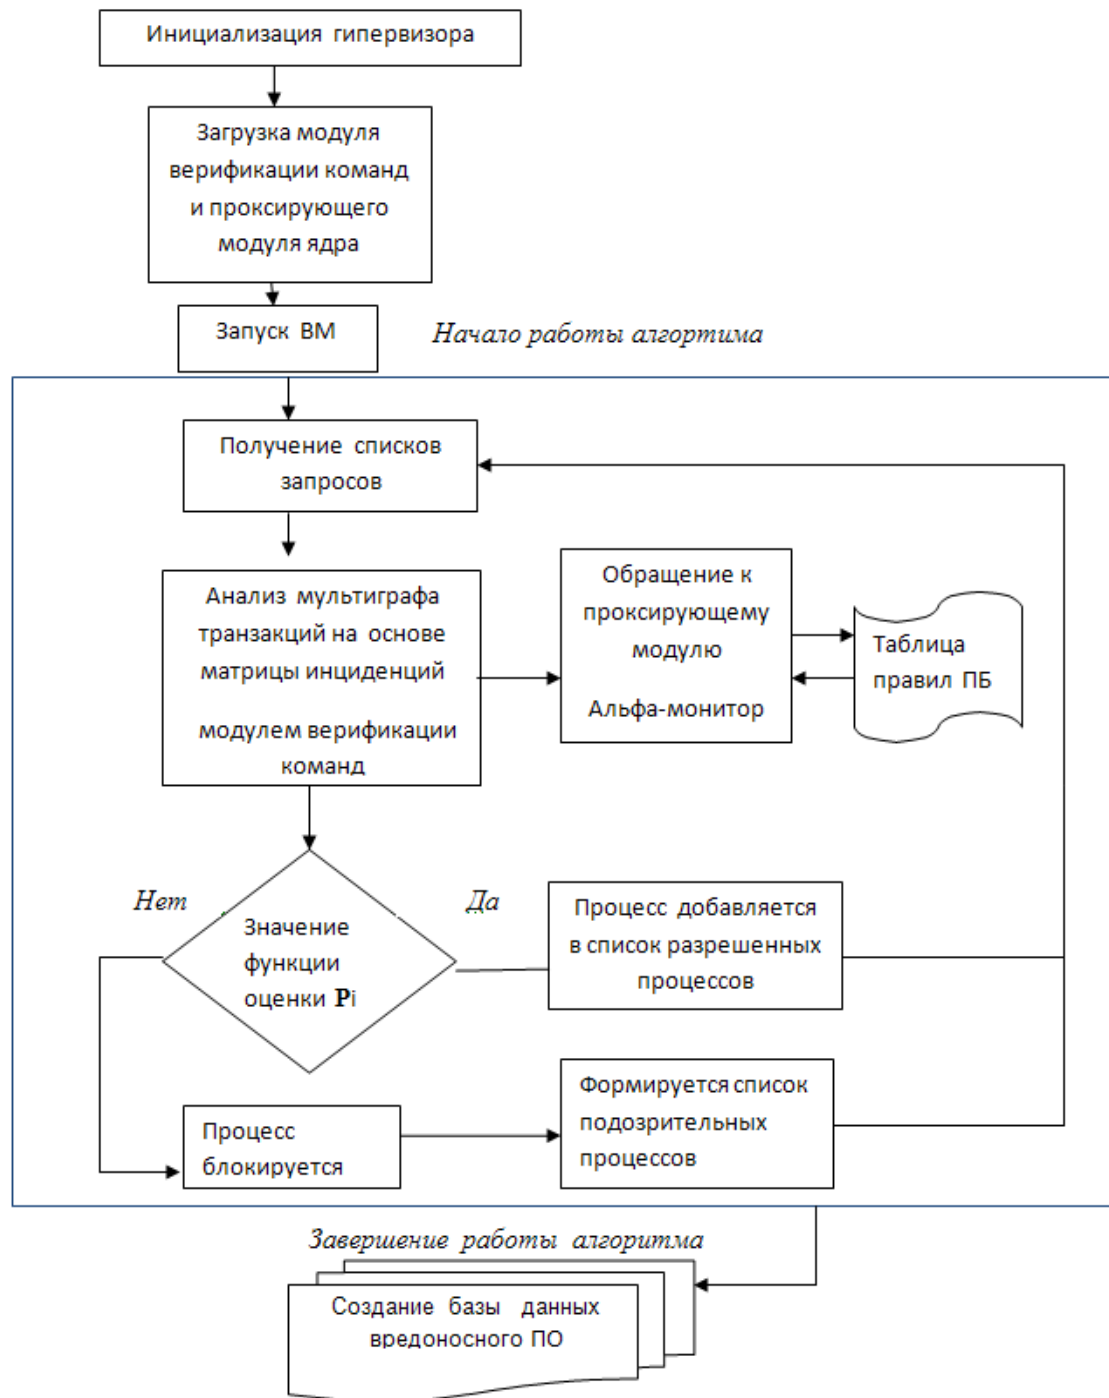 Инициализация гипервизора
Загрузка модуля
верификации команд
и проксирующего
модуля ядра
Запуск ВМ
Начало работы алгортима
Получение списков
запросов
Анализ мультиграфа
транзакций на основе
матрицы инциденций
модулем верификации
команд
Обращение к
проксирующему
модулю
Альфа-монитор
Таблица
правил ПБ
Нет
Да
Значение
функции
оценки Pi
Процесс добавляется
в список разрешенных
процессов
Процесс
блокируется
Формируется список
подозрительных
процессов
Завершение работы алгоритма
Создание базы данных
вредоносного ПО